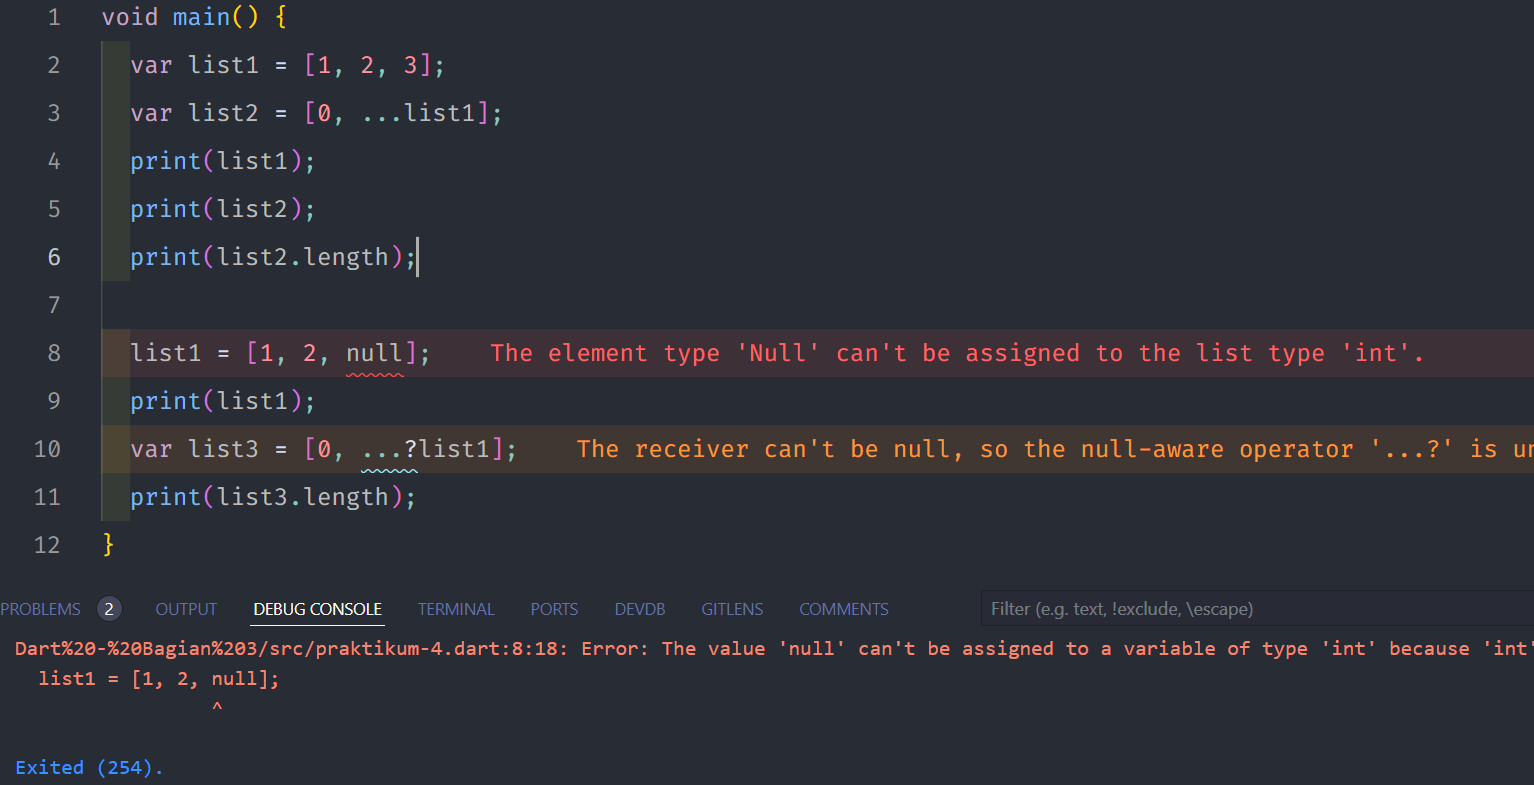 1 void main() {
2 var list1 = [1, 2, 3];
3 var list2 = [0, ...list1];
4 print(list1);
5 print(list2);
6 print(list2.length);
7
8 list1 = [1, 2, null]; The element type 'Null' can't be assigned to the list type 'int'.
9 print(list1);
10 var list3 = [0, ...?list1]; The receiver can't be null, so the null-aware operator '...?' is
11 print(list3.length);
12 }
PROBLEMS 2 OUTPUT DEBUG CONSOLE TERMINAL PORTS DEVDB GITLENS COMMENTS Filter (e.g. text, !exclude, \escape)
Dart%20-%20Bagian%203/src/praktikum-4.dart:8:18: Error: The value 'null' can't be assigned to a variable of type 'int' because 'int'
list1 = [1, 2, null];
^
Exited (254).